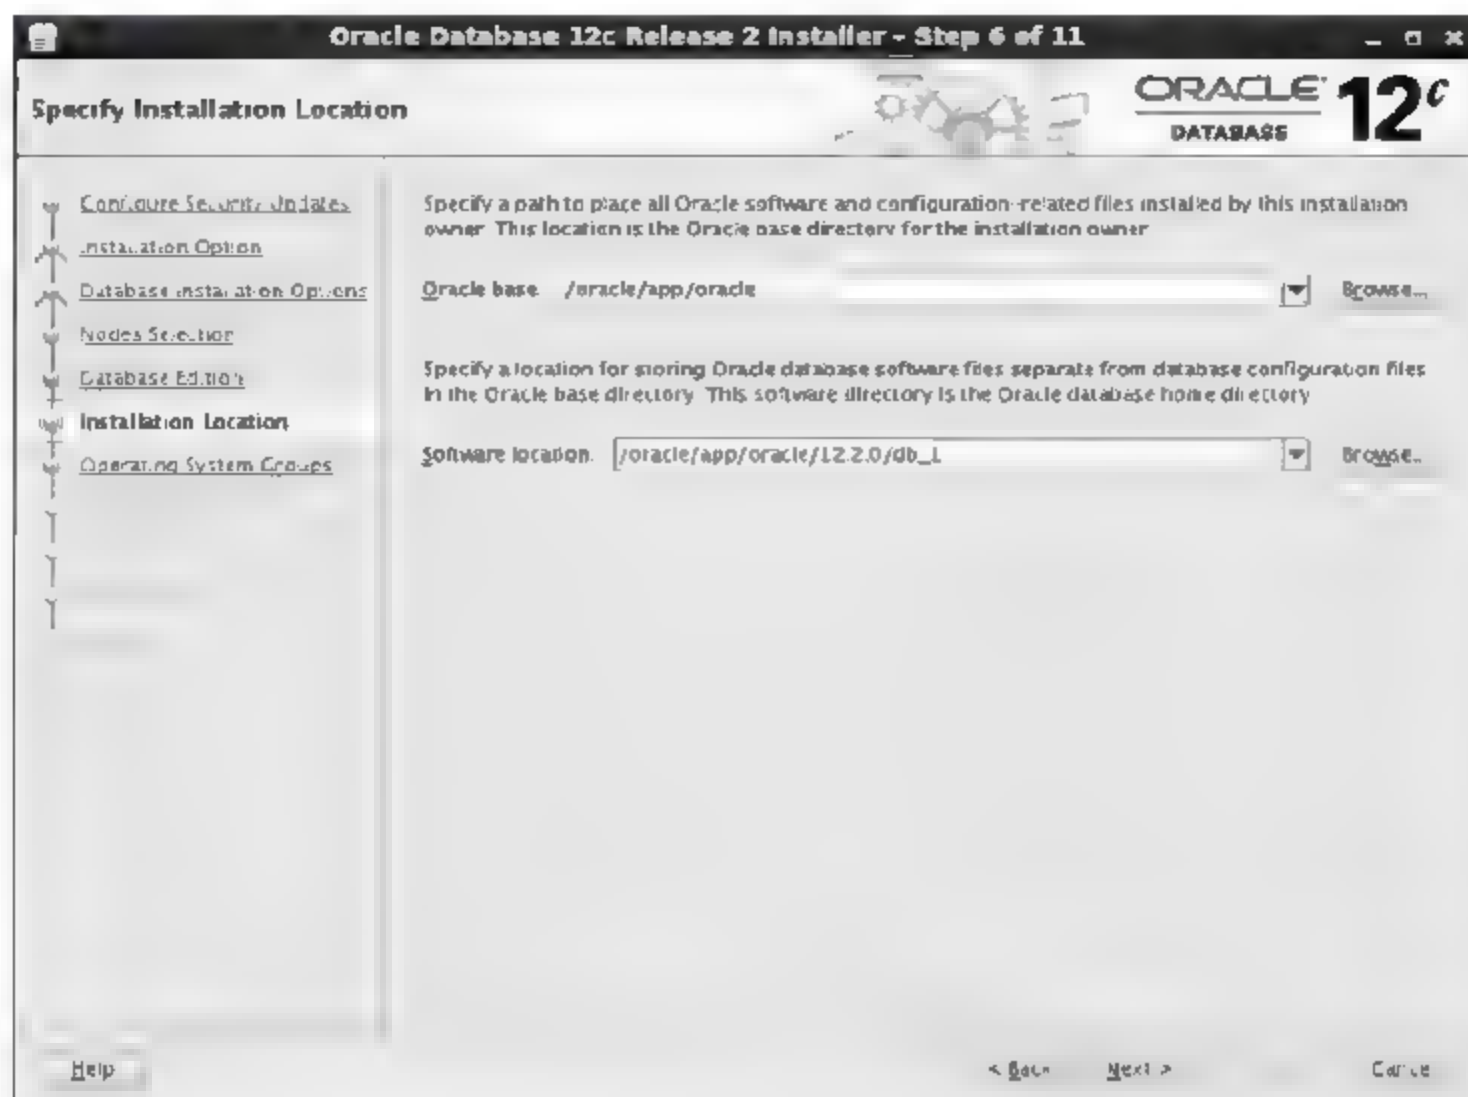 Oracle Database 12c Release 2 Installer - Step 6 of 11
Specify Installation Location
ORACLE
DATABASE
12c
Configure Security Updates
Installation Option
Database Installation Options
Nodes Selection
Database Edition
Installation Location
Operating System Groups
Specify a path to place all Oracle software and configuration-related files installed by this installation
owner. This location is the Oracle base directory for the installation owner.
Oracle base: /oracle/app/oracle Browse...
Specify a location for storing Oracle database software files separate from database configuration files
in the Oracle base directory. This software directory is the Oracle database home directory.
Software location: /oracle/app/oracle/12.2.0/db_1 Browse...
Help
< Back Next > Cancel